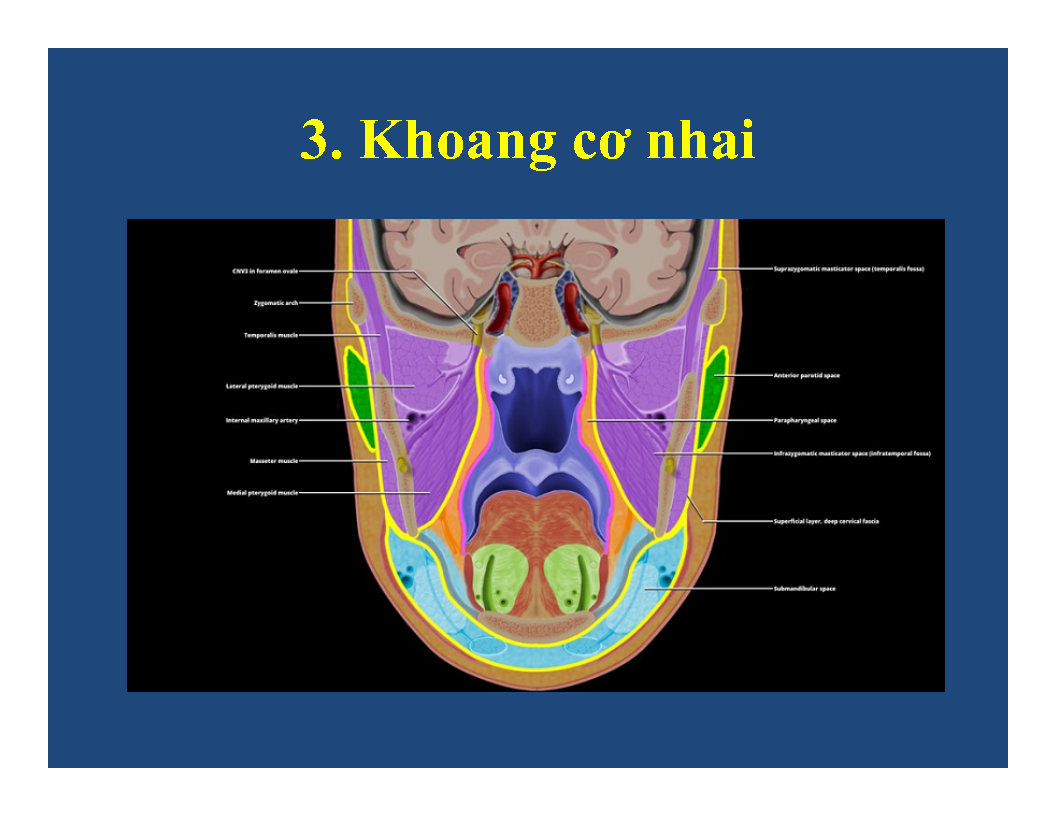 3. Khoang cơ nhai
CNV3 in foramen ovale
Zygomatic arch
Temporalis muscle
Lateral pterygoid muscle
Internal maxillary artery
Masseter muscle
Medial pterygoid muscle
Suprazygomatic masticator space (temporalis fossa)
Anterior parotid space
Parapharyngeal space
Infrazygomatic masticator space (infratemporal fossa)
Superficial layer, deep cervical fascia
Submandibular space